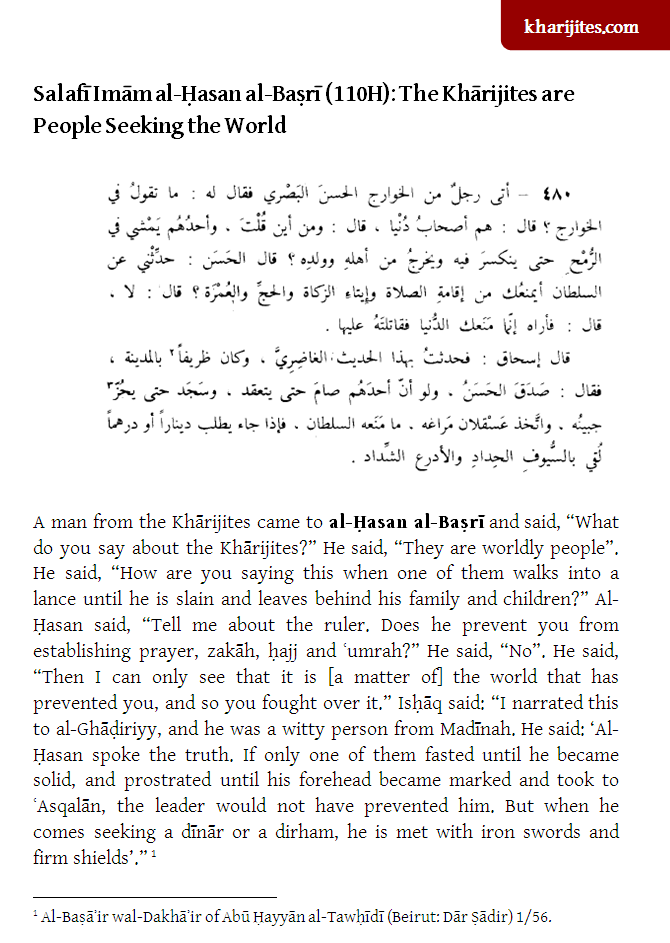 kharijites.com
Salafī Imām al-Ḥasan al-Baṣrī (110H): The Khārijites are
People Seeking the World
٤٨٠ – أتى رجلٌ من الخوارج الحسنَ البَصْري فقال له : ما تقولُ في
الخوارج ؟ قال : هم أصحابُ دُنْيا ، قال : ومن أين قُلْتَ ، وأحدُهُم يَمْشي في
الرُّمْحِ حتى ينكسرَ فيه ويخرجُ من أهلهِ وولدِه ؟ قال الحَسَن : حدِّثْني عن
السلطان أيمنعُك من إقامةِ الصلاة وإيتاءِ الزكاة والحجِّ والعُمْرَة ؟ قال : لا ،
قال : فأراه إنَّما مَنَعك الدُّنيا فقاتلتَهُ عليها .
قال إسحاق : فحدثتُ بهذا الحديث الغاضِريَّ ، وكان ظريفاً٢ بالمدينة ،
فقال : صَدَقَ الحَسَنُ ، ولو أنّ أحدَهُم صامَ حتى يتعقد ، وسَجَد حتى يحُزَّ٣
جبينُه ، واتَّخذ عَسْقلان مَراغه ، ما مَنَعه السلطان ، فإذا جاء يطلب ديناراً أو درهماً
لُقي بالسُّيوفِ الحِدادِ والأدرع الشِّداد .
A man from the Khārijites came to al-Ḥasan al-Baṣrī and said, “What
do you say about the Khārijites?” He said, “They are worldly people”.
He said, “How are you saying this when one of them walks into a
lance until he is slain and leaves behind his family and children?” Al-
Ḥasan said, “Tell me about the ruler. Does he prevent you from
establishing prayer, zakāh, ḥajj and ʿumrah?” He said, “No”. He said,
“Then I can only see that it is [a matter of] the world that has
prevented you, and so you fought over it.” Isḥāq said: “I narrated this
to al-Ghāḍiriyy, and he was a witty person from Madīnah. He said: ‘Al-
Ḥasan spoke the truth. If only one of them fasted until he became
solid, and prostrated until his forehead became marked and took to
ʿAsqalān, the leader would not have prevented him. But when he
comes seeking a dīnār or a dirham, he is met with iron swords and
firm shields’.” 1
1 Al-Baṣāʾir wal-Dakhāʾir of Abū Ḥayyān al-Tawḥīdī (Beirut: Dār Ṣādir) 1/56.